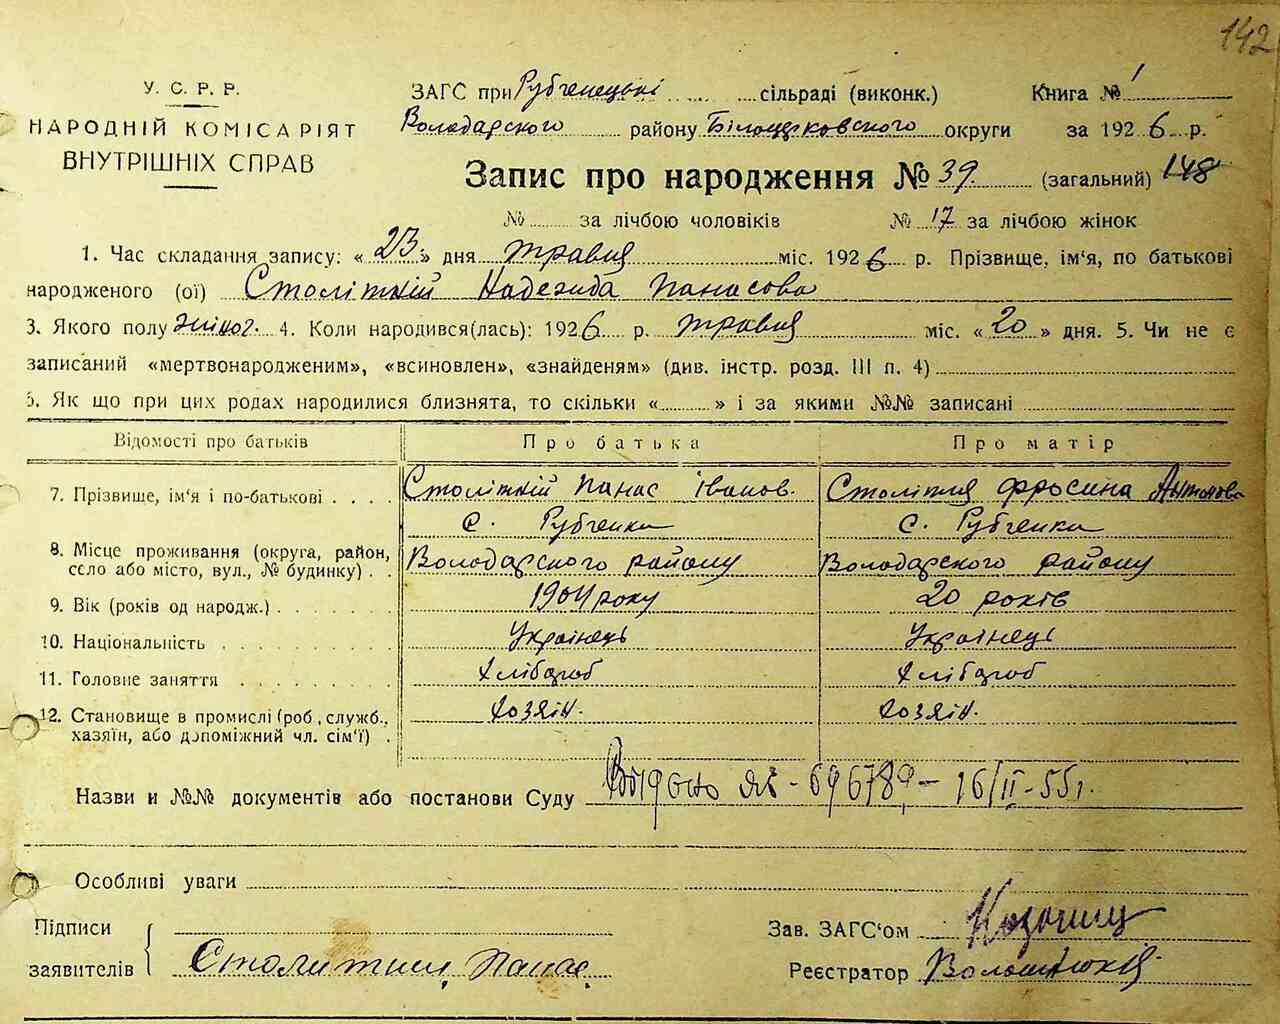 142
У. С. Р. Р.
НАРОДНІЙ КОМІСАРІЯТ
ВНУТРІШНІХ СПРАВ
ЗАГС при Рубченецькі сільраді (виконк.) Книга № 1
Володарского району Білоцерковского округи за 1926 р.
Запис про народження № 39. (загальний) 148
№ за лічбою чоловіків № 17 за лічбою жінок
1. Час складання запису: « 23 » дня травня міс. 1926 р. Прізвище, ім'я, по батькові
народженого (ої) Столітній Надежда Панасова
3. Якого полу жіноч. 4. Коли народився(лась): 1926 р. травня міс. « 20 » дня. 5. Чи не є
записаний «мертвонародженим», «всиновлен», «знайденям» (див. інстр. розд. III п. 4)
6. Як що при цих родах народилися близнята, то скільки « » і за якими №№ записані
Відомості про батьків Про батька Про матір
7. Прізвище, ім'я і по-батькові Столітній Панас Іванов. Столітня Фросина Антонова
с. Рубченки с. Рубченки
8. Місце проживання (округа, район, село або місто, вул., № будинку) Володарского району Володарского району
9. Вік (років од народж.) 1904 року 20 років
10. Національність Українець Українець
11. Головне заняття хлібороб хлібороб
12. Становище в промислі (роб., служб., хазяїн, або допоміжний чл. сім'ї) хозяін. хозяін.
Назви и №№ документів або постанови Суду Видано ЯЕ - 696789 - 16/II - 55 г.
Особливі уваги
Підписи
заявителів Столитний Панас
Зав. ЗАГС'ом
Реєстратор